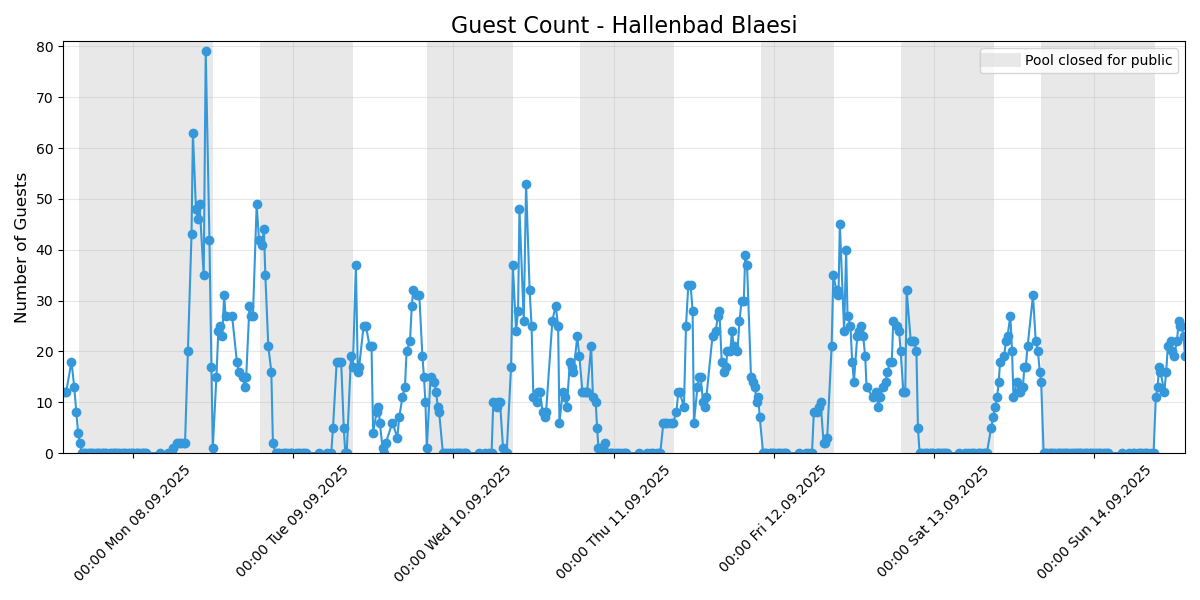 Guest Count - Hallenbad Blaesi
Pool closed for public
Number of Guests
80
70
60
50
40
30
20
10
0
00:00 Mon 08.09.2025
00:00 Tue 09.09.2025
00:00 Wed 10.09.2025
00:00 Thu 11.09.2025
00:00 Fri 12.09.2025
00:00 Sat 13.09.2025
00:00 Sun 14.09.2025